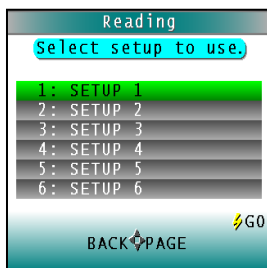 Reading
Select setup to use.
1: SETUP 1
2: SETUP 2
3: SETUP 3
4: SETUP 4
5: SETUP 5
6: SETUP 6
GO
BACK PAGE